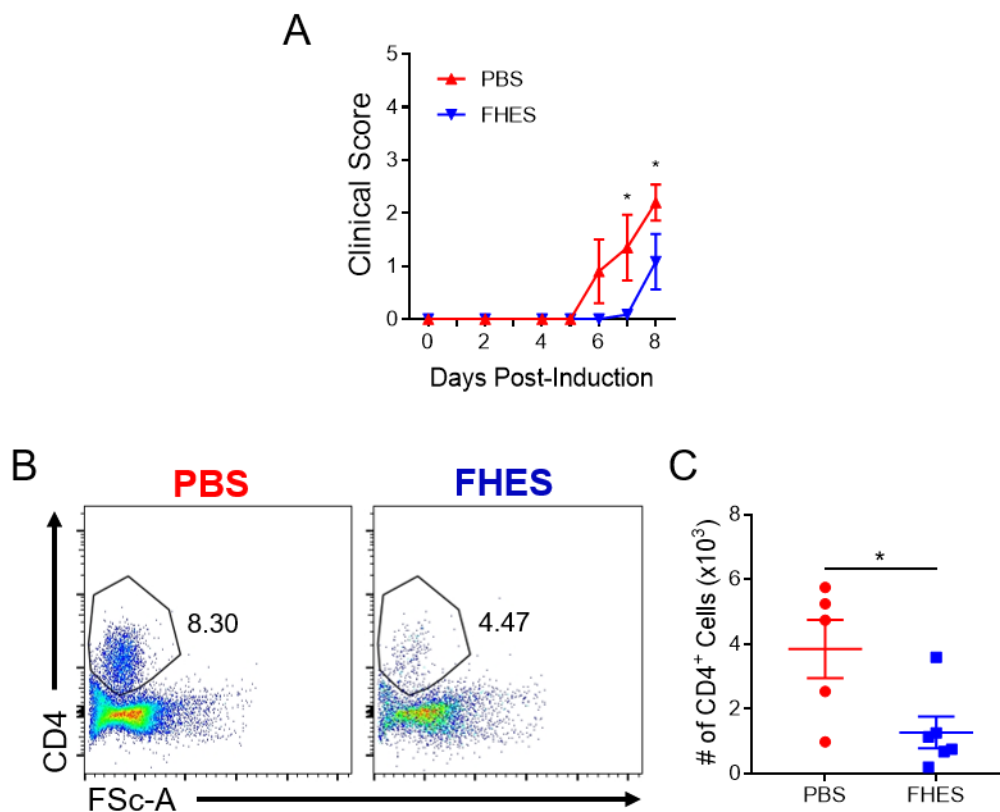 A
5
4
3
2
1
0
Clinical Score
PBS
FHES
*
*
0 2 4 6 8
Days Post-Induction
B
PBS
FHES
CD4
8.30
4.47
FSc-A
C
8
6
4
2
0
# of CD4⁺ Cells (x10³)
*
PBS FHES